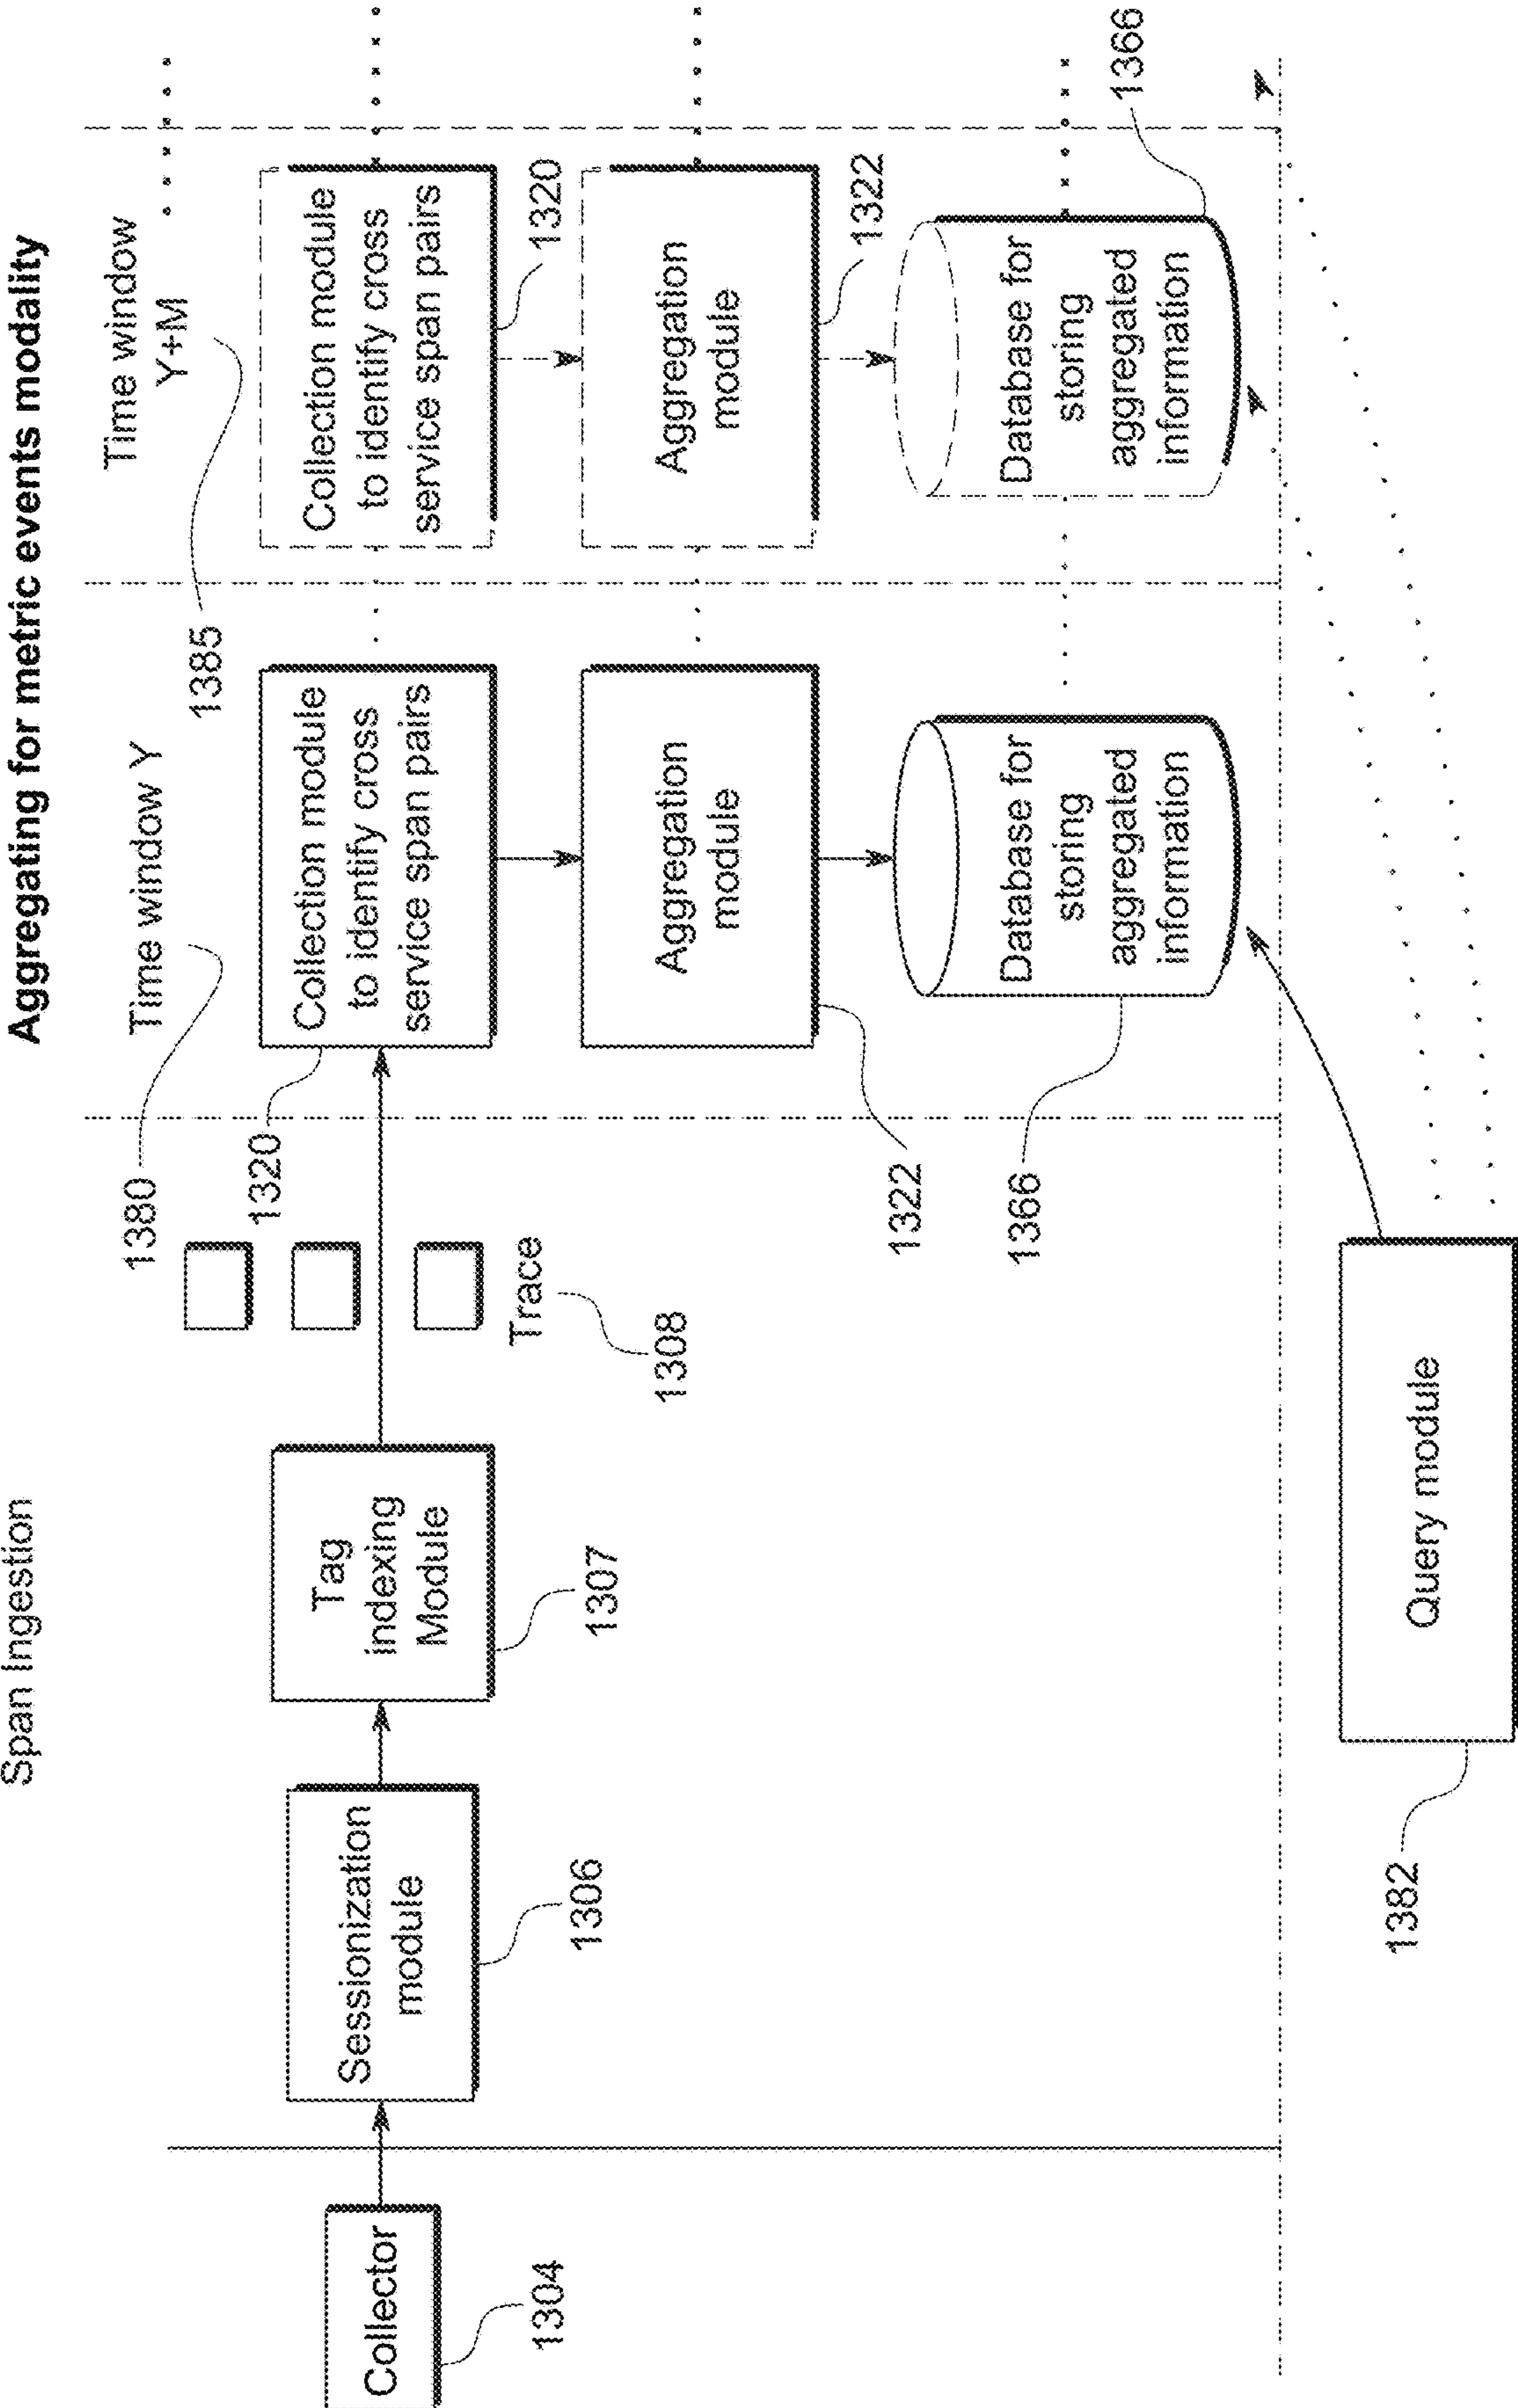 Span Ingestion
Aggregating for metric events modality
Collector
1304
Sessionization
module
1306
Tag
indexing
Module
1307
Trace
1308
1380
Time window Y
1320
Collection module
to identify cross
service span pairs
Aggregation
module
1322
Database for
storing
aggregated
information
1366
1385
Time window
Y+M
Collection module
to identify cross
service span pairs
1320
Aggregation
module
1322
Database for
storing
aggregated
information
1366
Query module
1382